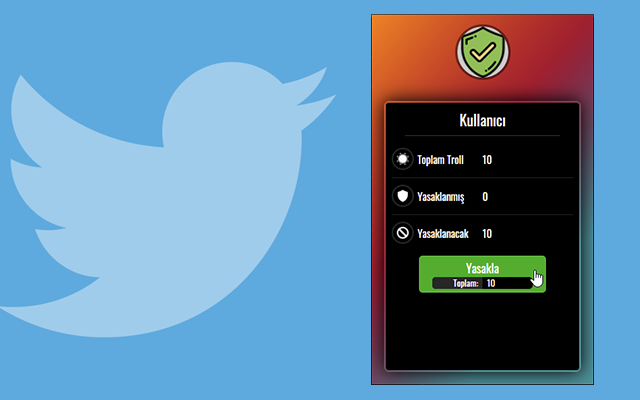 Kullanıcı
Toplam Troll 10
Yasaklanmış 0
Yasaklanacak 10
Yasakla
Toplam: 10